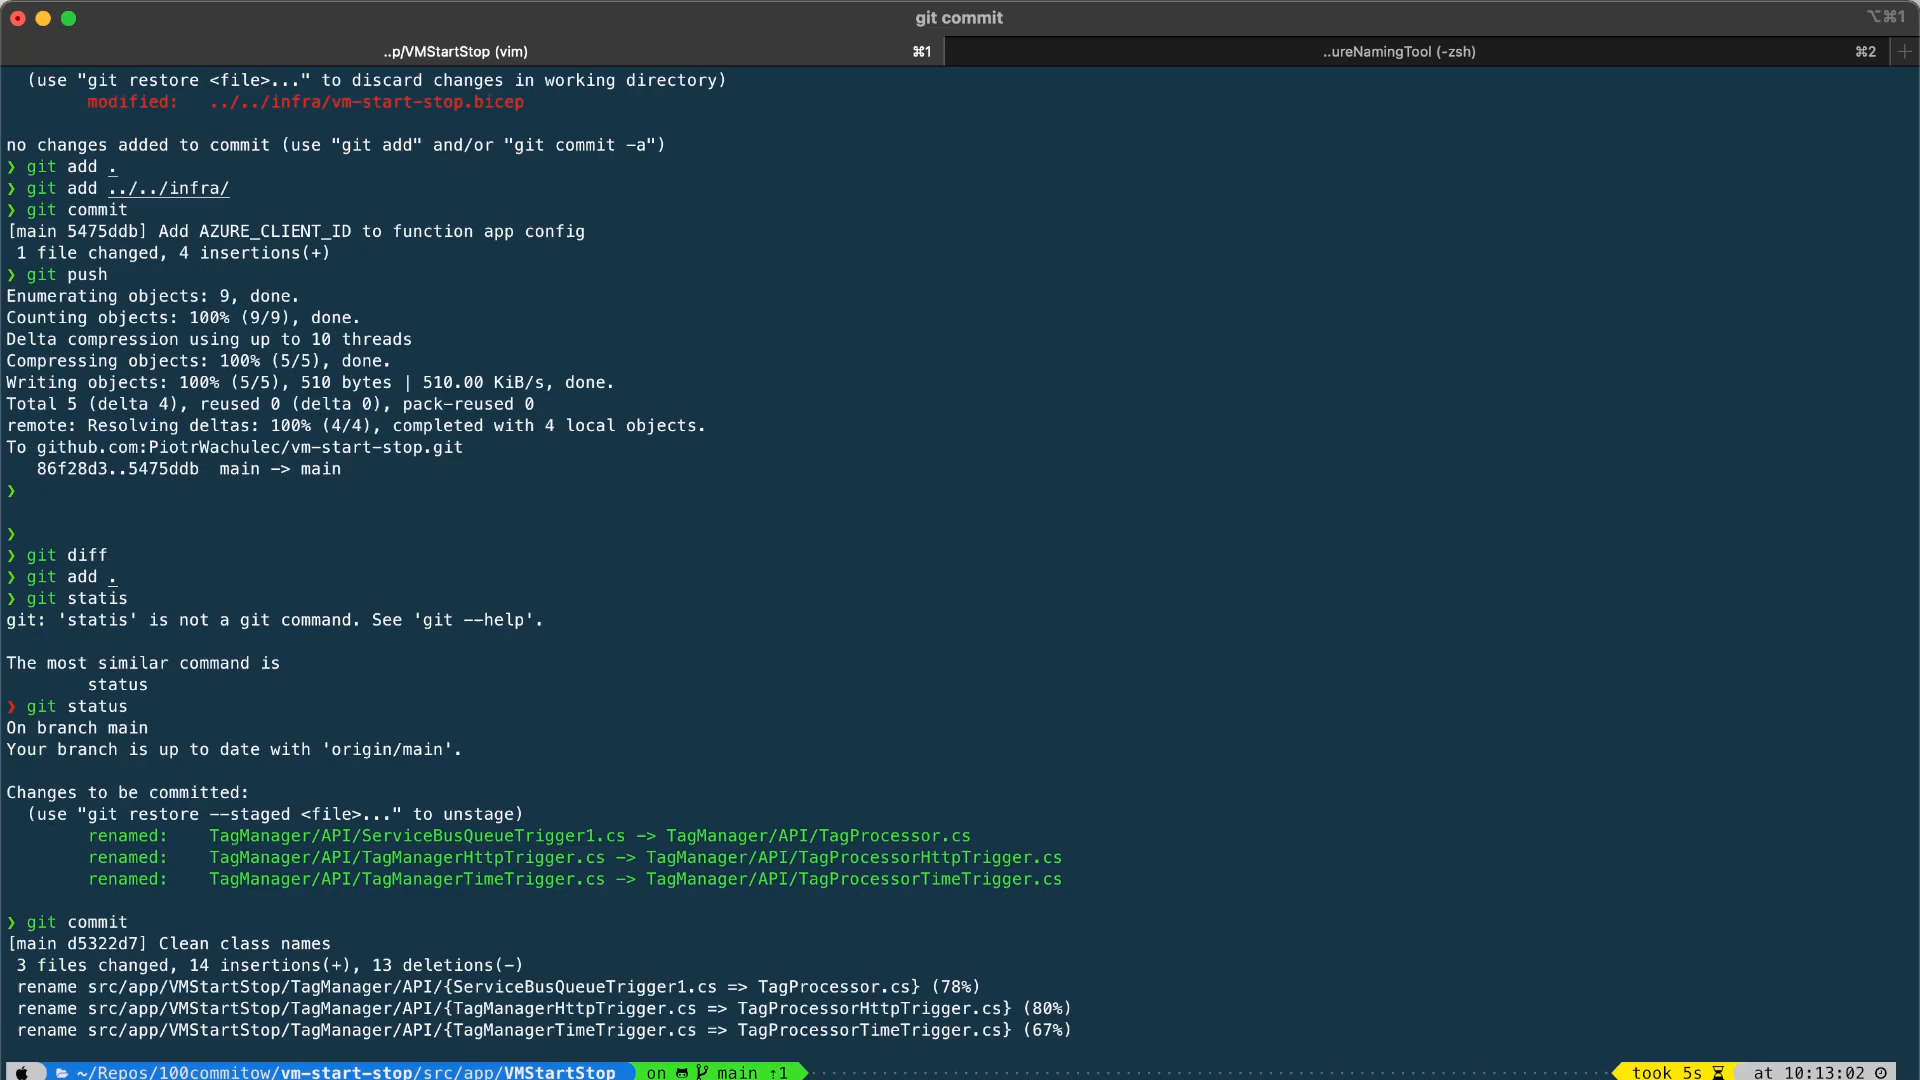 git commit
⌥⌘1
..p/VMStartStop (vim) ⌘1
..ureNamingTool (-zsh) ⌘2 +
(use "git restore <file>..." to discard changes in working directory)
modified: ../../infra/vm-start-stop.bicep
no changes added to commit (use "git add" and/or "git commit -a")
❯ git add .
❯ git add ../../infra/
❯ git commit
[main 5475ddb] Add AZURE_CLIENT_ID to function app config
1 file changed, 4 insertions(+)
❯ git push
Enumerating objects: 9, done.
Counting objects: 100% (9/9), done.
Delta compression using up to 10 threads
Compressing objects: 100% (5/5), done.
Writing objects: 100% (5/5), 510 bytes | 510.00 KiB/s, done.
Total 5 (delta 4), reused 0 (delta 0), pack-reused 0
remote: Resolving deltas: 100% (4/4), completed with 4 local objects.
To github.com:PiotrWachulec/vm-start-stop.git
86f28d3..5475ddb main -> main
❯
❯
❯ git diff
❯ git add .
❯ git statis
git: 'statis' is not a git command. See 'git --help'.
The most similar command is
status
❯ git status
On branch main
Your branch is up to date with 'origin/main'.
Changes to be committed:
(use "git restore --staged <file>..." to unstage)
renamed: TagManager/API/ServiceBusQueueTrigger1.cs -> TagManager/API/TagProcessor.cs
renamed: TagManager/API/TagManagerHttpTrigger.cs -> TagManager/API/TagProcessorHttpTrigger.cs
renamed: TagManager/API/TagManagerTimeTrigger.cs -> TagManager/API/TagProcessorTimeTrigger.cs
❯ git commit
[main d5322d7] Clean class names
3 files changed, 14 insertions(+), 13 deletions(-)
rename src/app/VMStartStop/TagManager/API/{ServiceBusQueueTrigger1.cs => TagProcessor.cs} (78%)
rename src/app/VMStartStop/TagManager/API/{TagManagerHttpTrigger.cs => TagProcessorHttpTrigger.cs} (80%)
rename src/app/VMStartStop/TagManager/API/{TagManagerTimeTrigger.cs => TagProcessorTimeTrigger.cs} (67%)
~/Repos/100commitow/vm-start-stop/src/app/VMStartStop on main ↑1 took 5s at 10:13:02